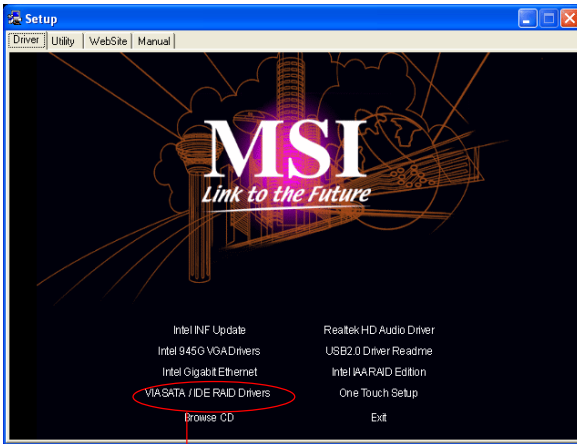 Setup
Driver Utility WebSite Manual
MSI
Link to the Future
Intel INF Update Realtek HD Audio Driver
Intel 945G VGA Drivers USB2.0 Driver Readme
Intel Gigabit Ethernet Intel IAA RAID Edition
VIASATA / IDE RAID Drivers One Touch Setup
Browse CD Exit